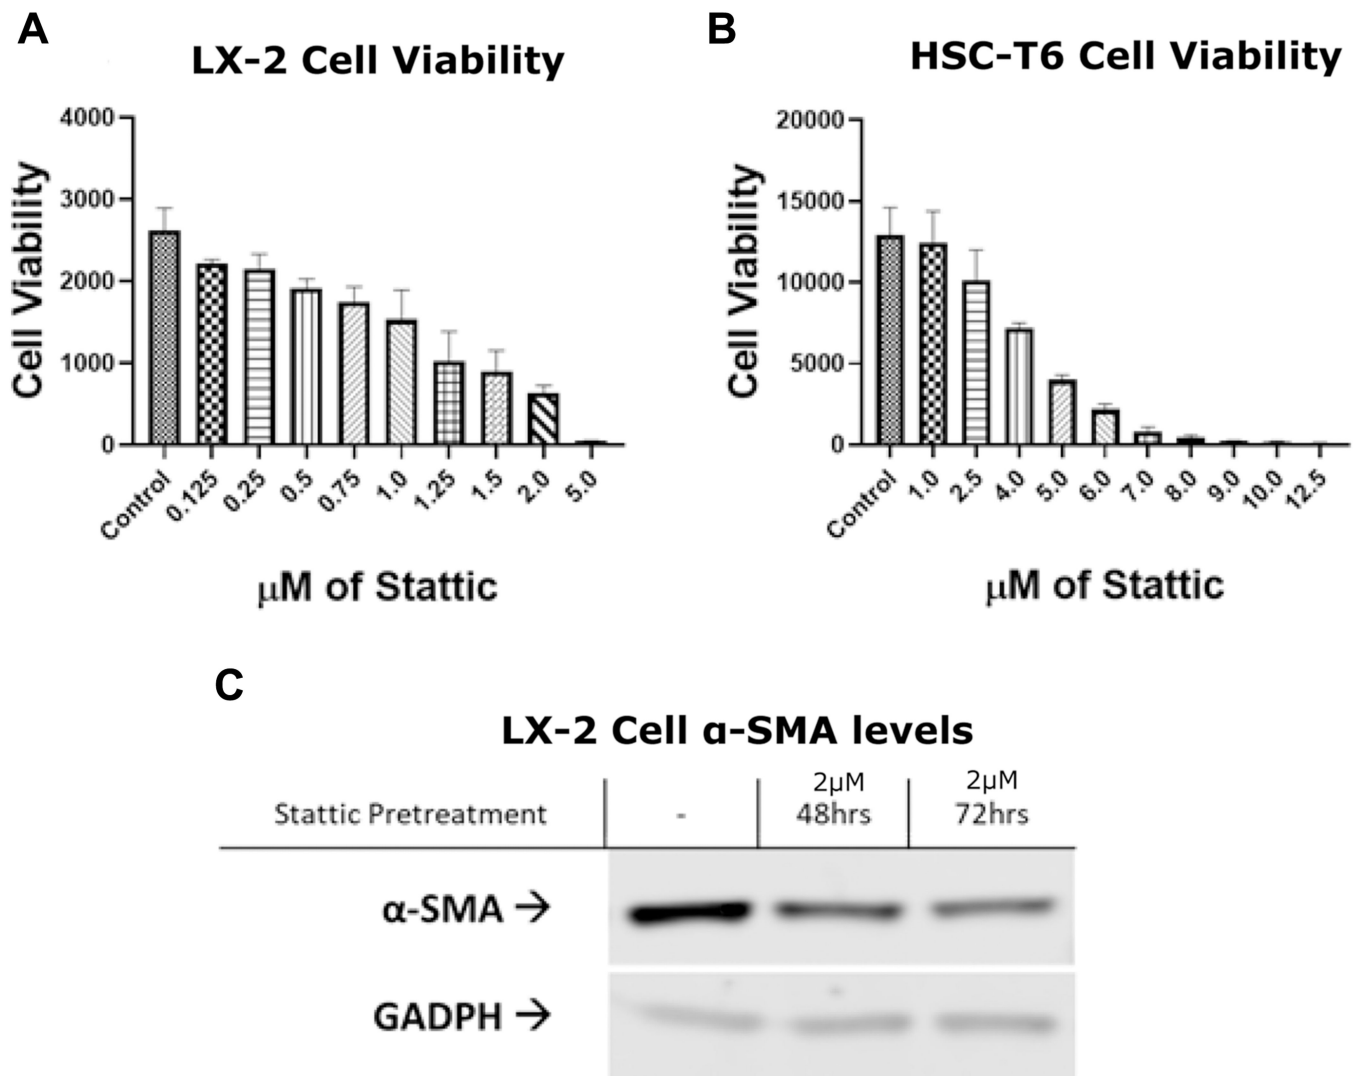 A
LX-2 Cell Viability
4000
3000
2000
1000
0
Cell Viability
Control
0.125
0.25
0.5
0.75
1.0
1.25
1.5
2.0
5.0
μM of Stattic
B
HSC-T6 Cell Viability
20000
15000
10000
5000
0
Cell Viability
Control
1.0
2.5
4.0
5.0
6.0
7.0
8.0
9.0
10.0
12.5
μM of Stattic
C
LX-2 Cell α-SMA levels
Stattic Pretreatment
-
2μM
48hrs
2μM
72hrs
α-SMA →
GADPH →